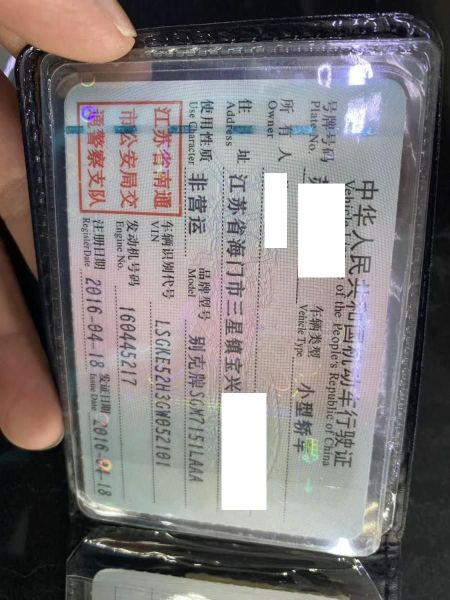 中华人民共和国机动车行驶证
Vehicle of the People's Republic of China
号牌号码
Plate No.
苏
车辆类型
Vehicle Type
小型轿车
所有人
Owner
住址
Address
江苏省海门市三星镇宝兴
使用性质
Use Character
非营运
品牌型号
Model
别克牌SGM7151LAAA
江苏省南通
市公安局交
通警察支队
车辆识别代号
VIN
LSGKE52H3GW052101
发动机号码
Engine No.
160445217
注册日期
Register Date
2016-04-18
发证日期
Issue Date
2016-04-18